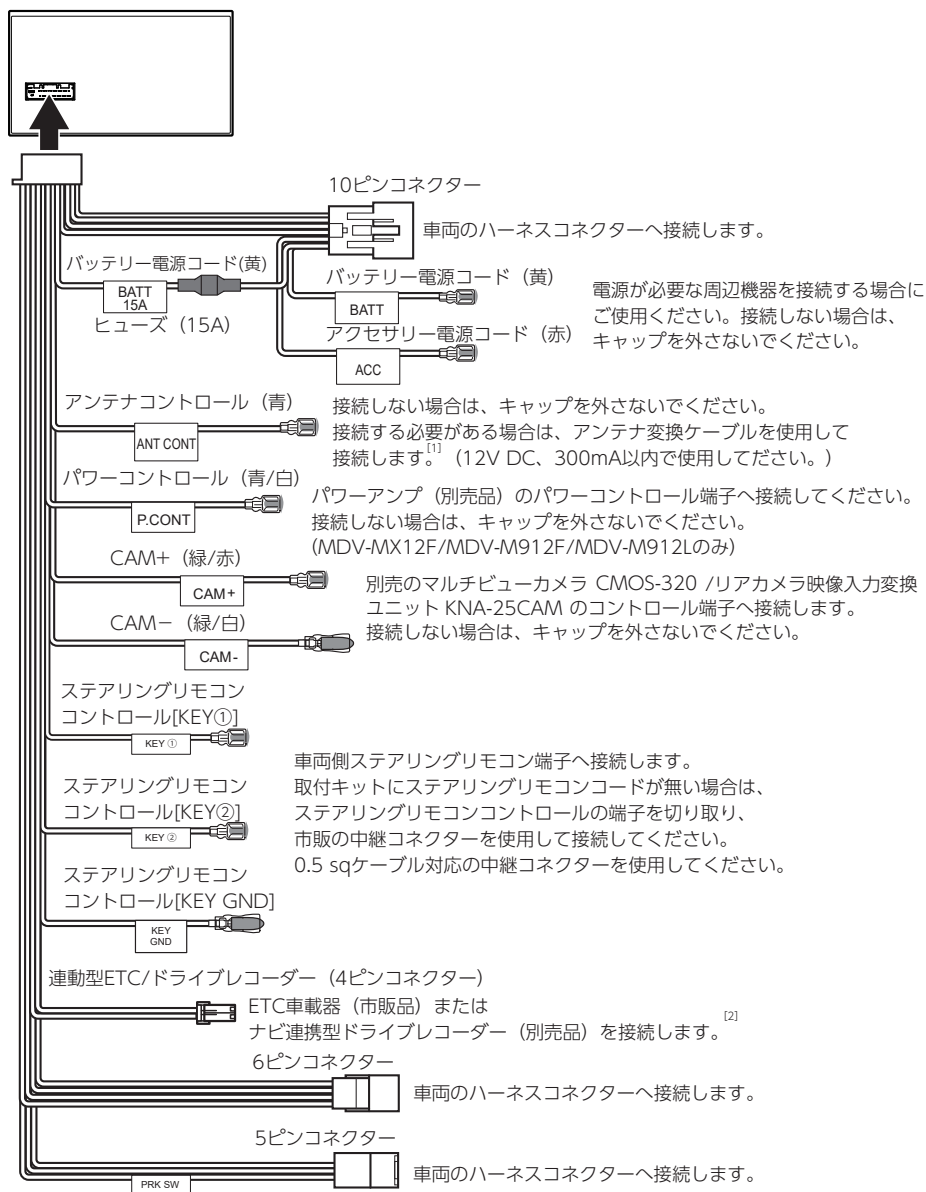 10ピンコネクター
車両のハーネスコネクターへ接続します。
バッテリー電源コード(黄)
BATT
15A
ヒューズ（15A）
バッテリー電源コード（黄）
BATT
アクセサリー電源コード（赤）
ACC
電源が必要な周辺機器を接続する場合に
ご使用ください。接続しない場合は、
キャップを外さないでください。
アンテナコントロール（青）
ANT CONT
接続しない場合は、キャップを外さないでください。
接続する必要がある場合は、アンテナ変換ケーブルを使用して
接続します。[1]（12V DC、300mA以内で使用してださい。）
パワーコントロール（青/白）
P.CONT
パワーアンプ（別売品）のパワーコントロール端子へ接続してください。
接続しない場合は、キャップを外さないでください。
(MDV-MX12F/MDV-M912F/MDV-M912Lのみ)
CAM+（緑/赤）
CAM+
CAM−（緑/白）
CAM-
別売のマルチビューカメラ CMOS-320 /リアカメラ映像入力変換
ユニット KNA-25CAM のコントロール端子へ接続します。
接続しない場合は、キャップを外さないでください。
ステアリングリモコン
コントロール[KEY①]
KEY ①
ステアリングリモコン
コントロール[KEY②]
KEY ②
ステアリングリモコン
コントロール[KEY GND]
KEY
GND
車両側ステアリングリモコン端子へ接続します。
取付キットにステアリングリモコンコードが無い場合は、
ステアリングリモコンコントロールの端子を切り取り、
市販の中継コネクターを使用して接続してください。
0.5 sqケーブル対応の中継コネクターを使用してください。
連動型ETC/ドライブレコーダー（4ピンコネクター）
ETC車載器（市販品）または
ナビ連携型ドライブレコーダー（別売品）を接続します。[2]
6ピンコネクター
車両のハーネスコネクターへ接続します。
5ピンコネクター
車両のハーネスコネクターへ接続します。
PRK SW